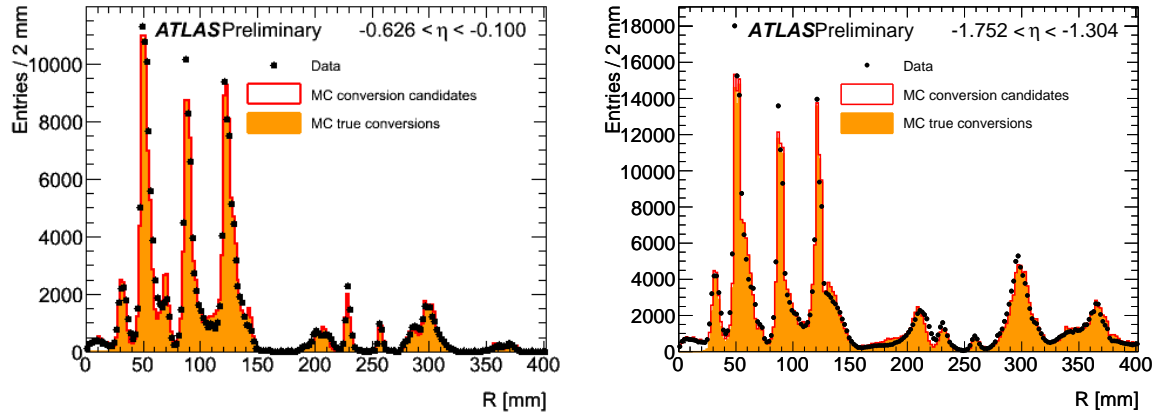 ATLAS Preliminary -0.626 < η < -0.100
Data
MC conversion candidates
MC true conversions
Entries / 2 mm
10000
8000
6000
4000
2000
0
0 50 100 150 200 250 300 350 400
R [mm]
ATLAS Preliminary -1.752 < η < -1.304
Data
MC conversion candidates
MC true conversions
Entries / 2 mm
18000
16000
14000
12000
10000
8000
6000
4000
2000
0
0 50 100 150 200 250 300 350 400
R [mm]